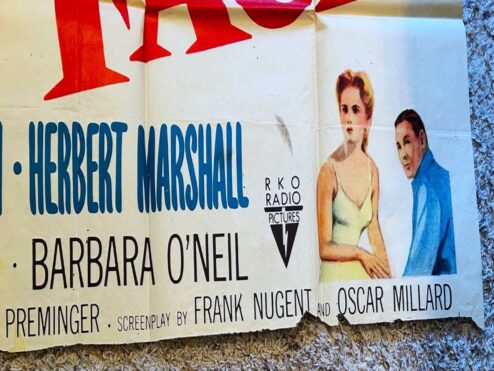 HERBERT MARSHALL
RKO
RADIO
PICTURES
BARBARA O'NEIL
PREMINGER · SCREENPLAY BY FRANK NUGENT AND OSCAR MILLARD